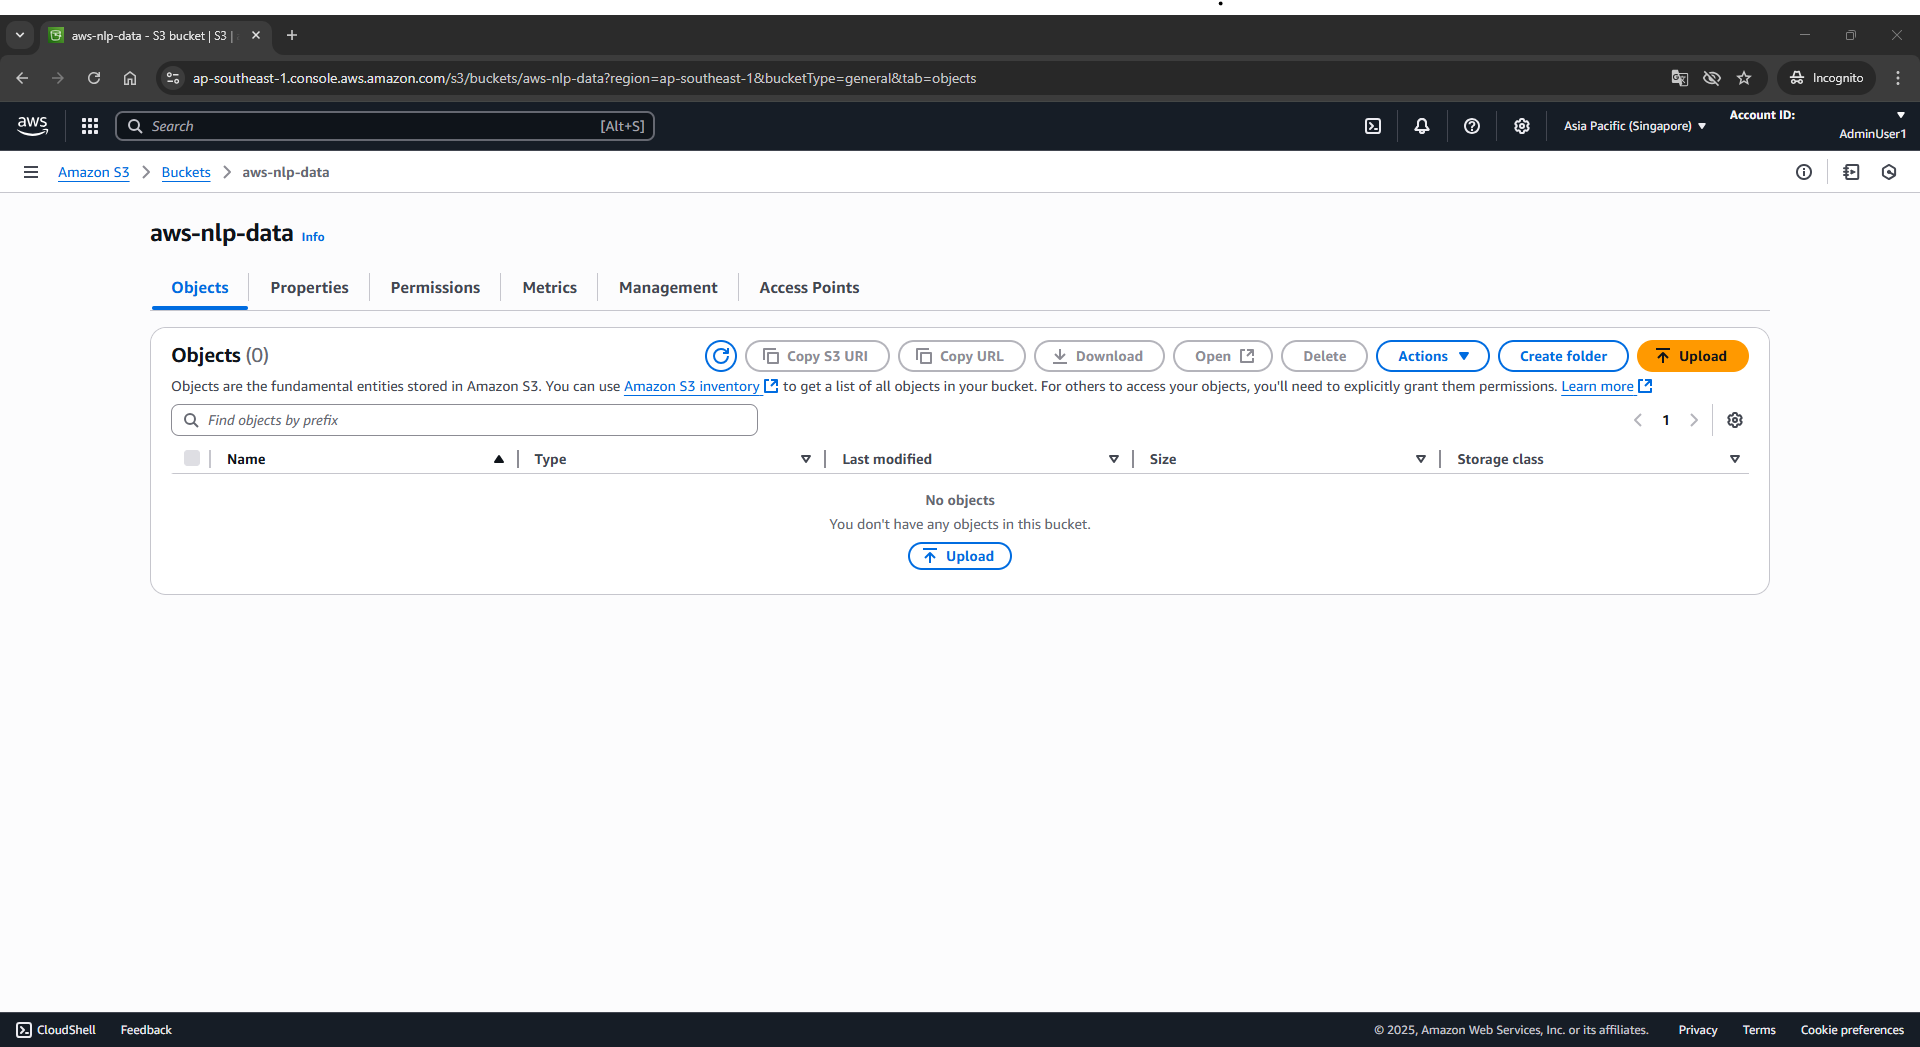 aws-nlp-data - S3 bucket | S3 |
ap-southeast-1.console.aws.amazon.com/s3/buckets/aws-nlp-data?region=ap-southeast-1&bucketType=general&tab=objects
Incognito
aws
Search
[Alt+S]
Asia Pacific (Singapore)
Account ID:
AdminUser1
Amazon S3
Buckets
aws-nlp-data
aws-nlp-data Info
Objects
Properties
Permissions
Metrics
Management
Access Points
Objects (0)
Copy S3 URI
Copy URL
Download
Open
Delete
Actions
Create folder
Upload
Objects are the fundamental entities stored in Amazon S3. You can use Amazon S3 inventory to get a list of all objects in your bucket. For others to access your objects, you'll need to explicitly grant them permissions. Learn more
Find objects by prefix
1
Name
Type
Last modified
Size
Storage class
No objects
You don't have any objects in this bucket.
Upload
CloudShell
Feedback
© 2025, Amazon Web Services, Inc. or its affiliates.
Privacy
Terms
Cookie preferences